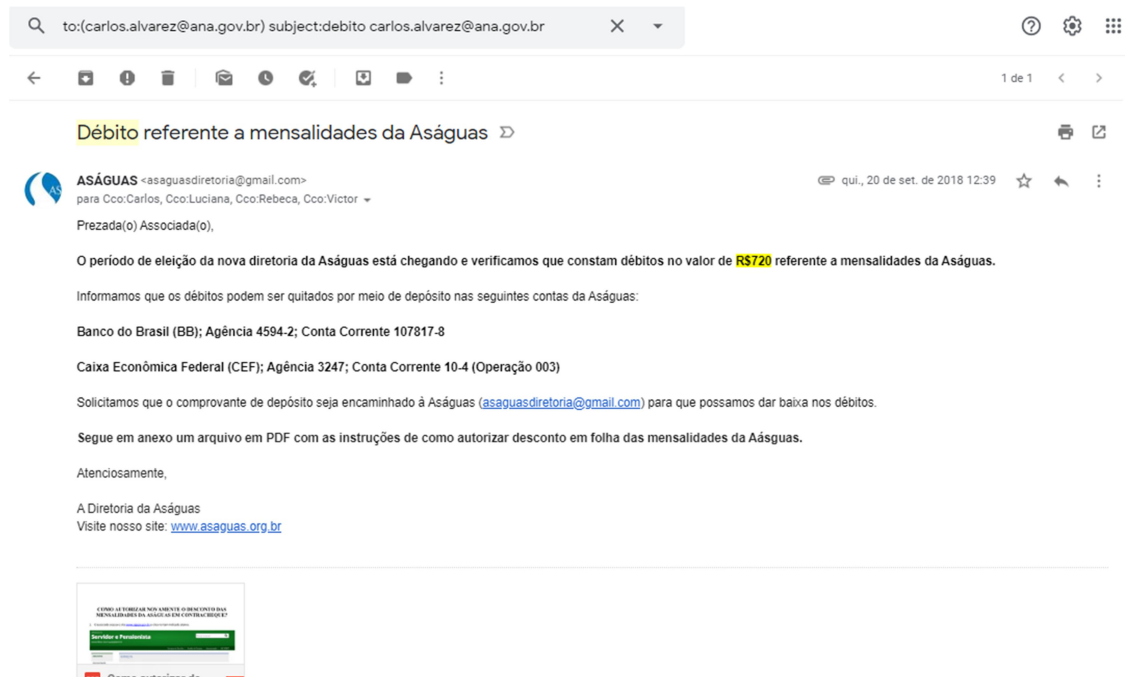 to:(carlos.alvarez@ana.gov.br) subject:debito carlos.alvarez@ana.gov.br
1 de 1
Débito referente a mensalidades da Aságuas
AS
ASÁGUAS <asaguasdiretoria@gmail.com>
qui., 20 de set. de 2018 12:39
para Cco:Carlos, Cco:Luciana, Cco:Rebeca, Cco:Victor
Prezada(o) Associada(o),
O período de eleição da nova diretoria da Aságuas está chegando e verificamos que constam débitos no valor de R$720 referente a mensalidades da Aságuas.
Informamos que os débitos podem ser quitados por meio de depósito nas seguintes contas da Aságuas:
Banco do Brasil (BB); Agência 4594-2; Conta Corrente 107817-8
Caixa Econômica Federal (CEF); Agência 3247; Conta Corrente 10-4 (Operação 003)
Solicitamos que o comprovante de depósito seja encaminhado à Aságuas (asaguasdiretoria@gmail.com) para que possamos dar baixa nos débitos.
Segue em anexo um arquivo em PDF com as instruções de como autorizar desconto em folha das mensalidades da Aásguas.
Atenciosamente,
A Diretoria da Aságuas
Visite nosso site: www.asaguas.org.br
COMO AUTORIZAR NOVAMENTE O DESCONTO DAS
MENSALIDADES DA ASÁGUAS EM CONTRACHEQUE?
Servidor e Pensionista